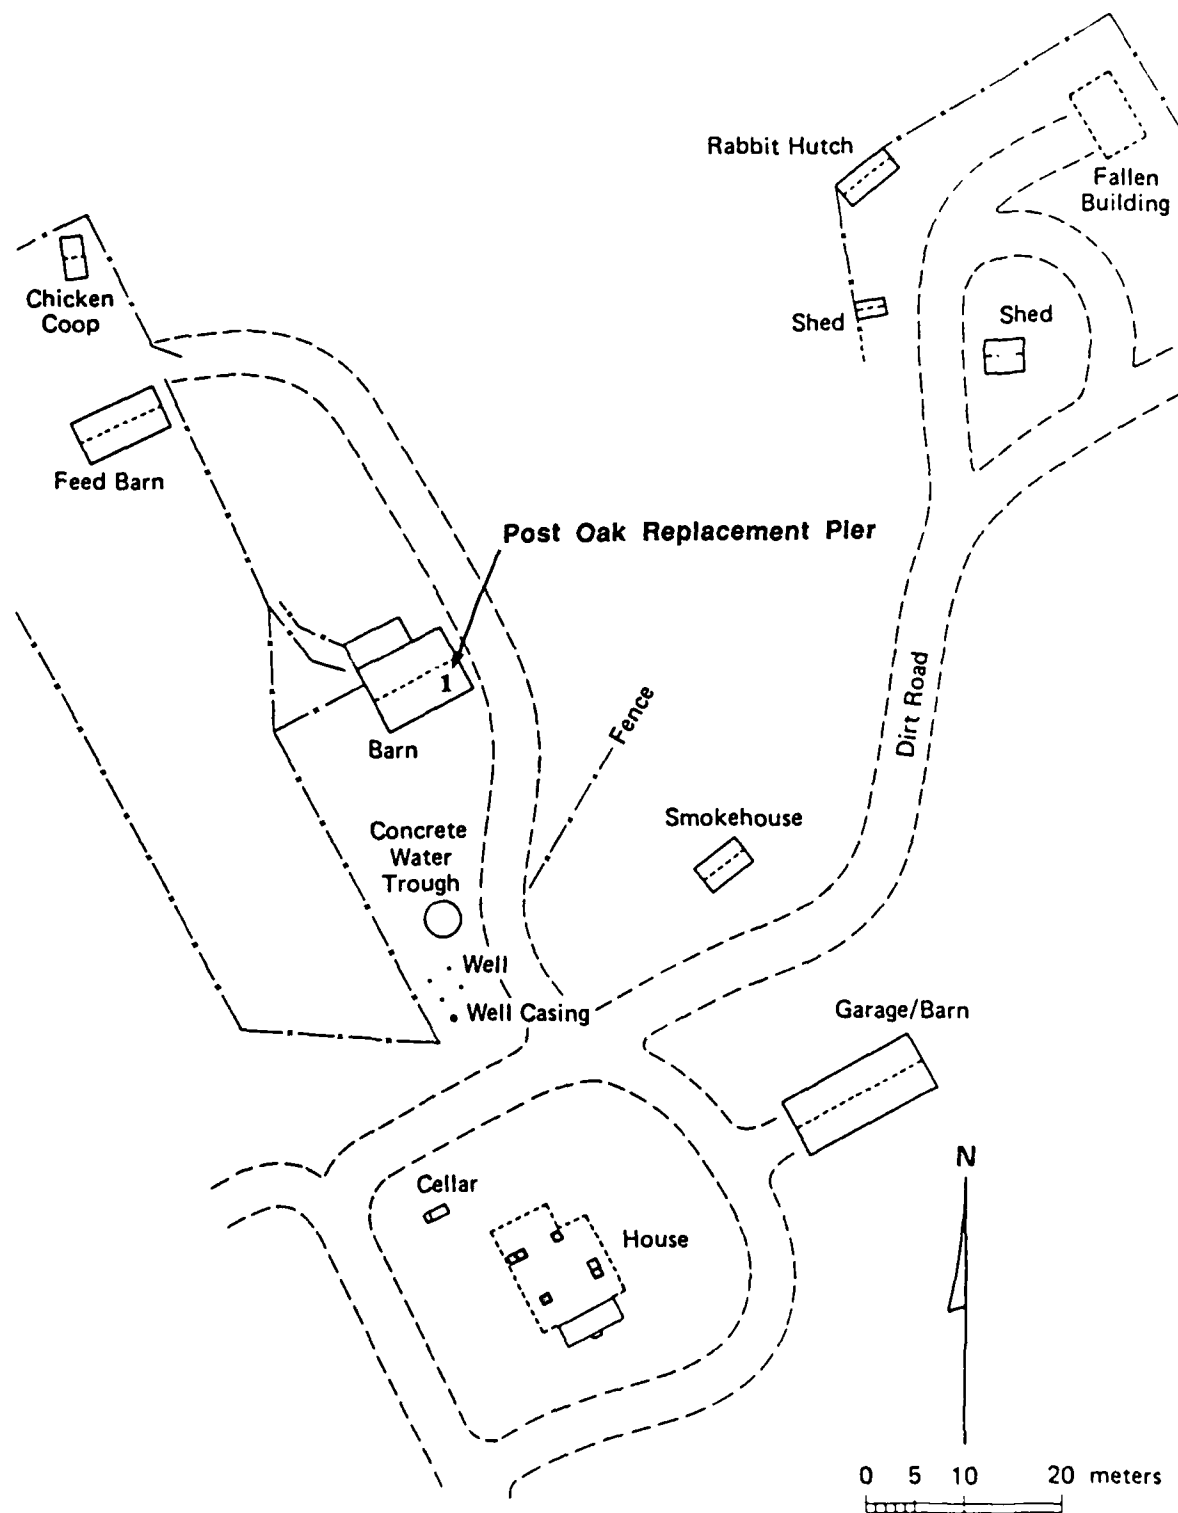 Rabbit Hutch
Fallen
Building
Chicken
Coop
Shed
Shed
Feed Barn
Post Oak Replacement Pier
1
Barn
Fence
Dirt Road
Smokehouse
Concrete
Water
Trough
Well
Well Casing
Garage/Barn
N
Cellar
House
0 5 10 20 meters